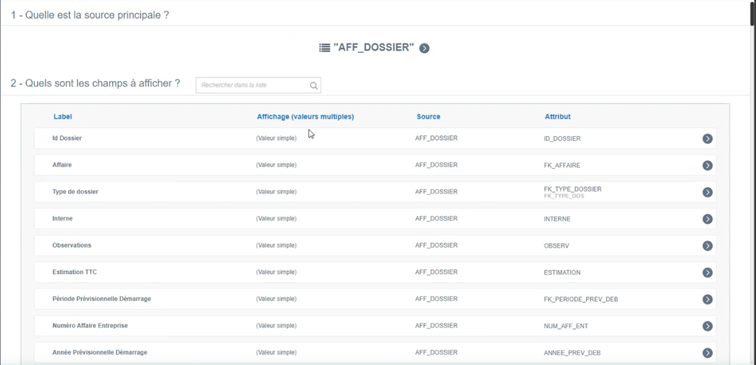 1 - Quelle est la source principale ?
"AFF_DOSSIER"
2 - Quels sont les champs à afficher ? Rechercher dans la liste
Label Affichage (valeurs multiples) Source Attribut
Id Dossier (Valeur simple) AFF_DOSSIER ID_DOSSIER
Affaire (Valeur simple) AFF_DOSSIER FK_AFFAIRE
Type de dossier (Valeur simple) AFF_DOSSIER FK_TYPE_DOSSIER
FK_TYPE_DOS
Interne (Valeur simple) AFF_DOSSIER INTERNE
Observations (Valeur simple) AFF_DOSSIER OBSERV
Estimation TTC (Valeur simple) AFF_DOSSIER ESTIMATION
Période Prévisionnelle Démarrage (Valeur simple) AFF_DOSSIER FK_PERIODE_PREV_DEB
Numéro Affaire Entreprise (Valeur simple) AFF_DOSSIER NUM_AFF_ENT
Année Prévisionnelle Démarrage (Valeur simple) AFF_DOSSIER ANNEE_PREV_DEB